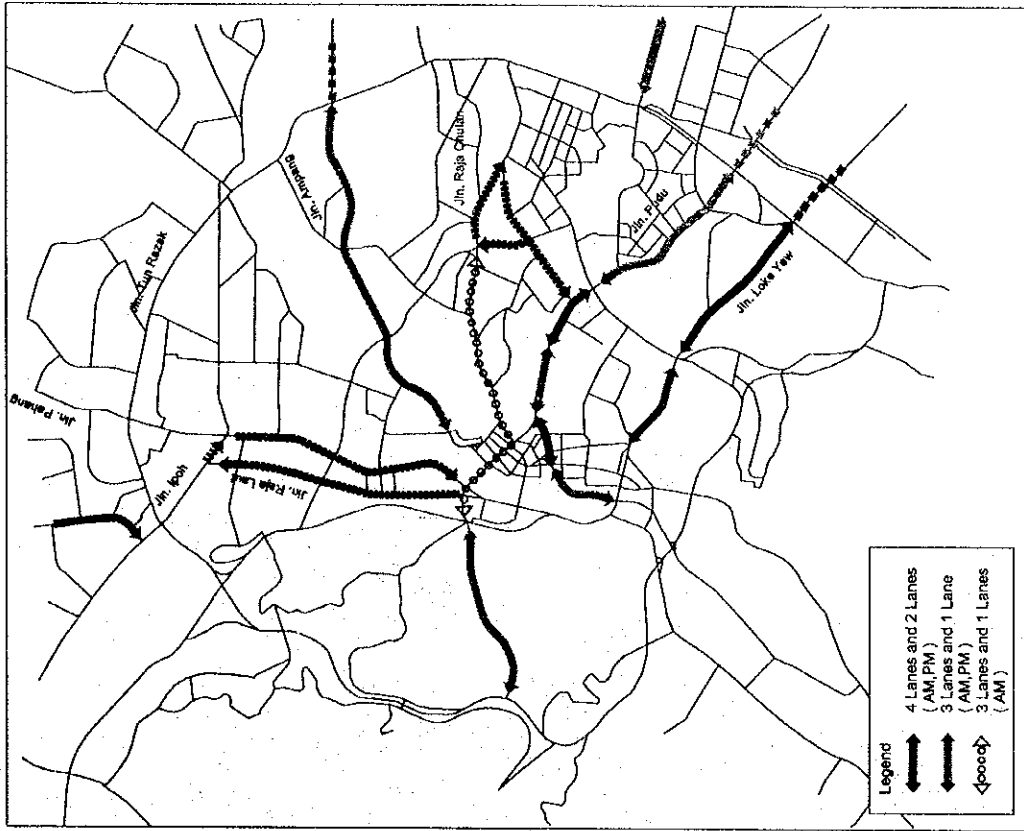 Jln. Pahang
Jln. Tun Razak
Jln. Ipoh
Jln. Raja Laut
Jln. Ampang
Jln. Raja Chulan
Jln. Pudu
Jln. Loke Yew
Legend
4 Lanes and 2 Lanes
( AM,PM )
3 Lanes and 1 Lane
( AM,PM )
3 Lanes and 1 Lanes
( AM )